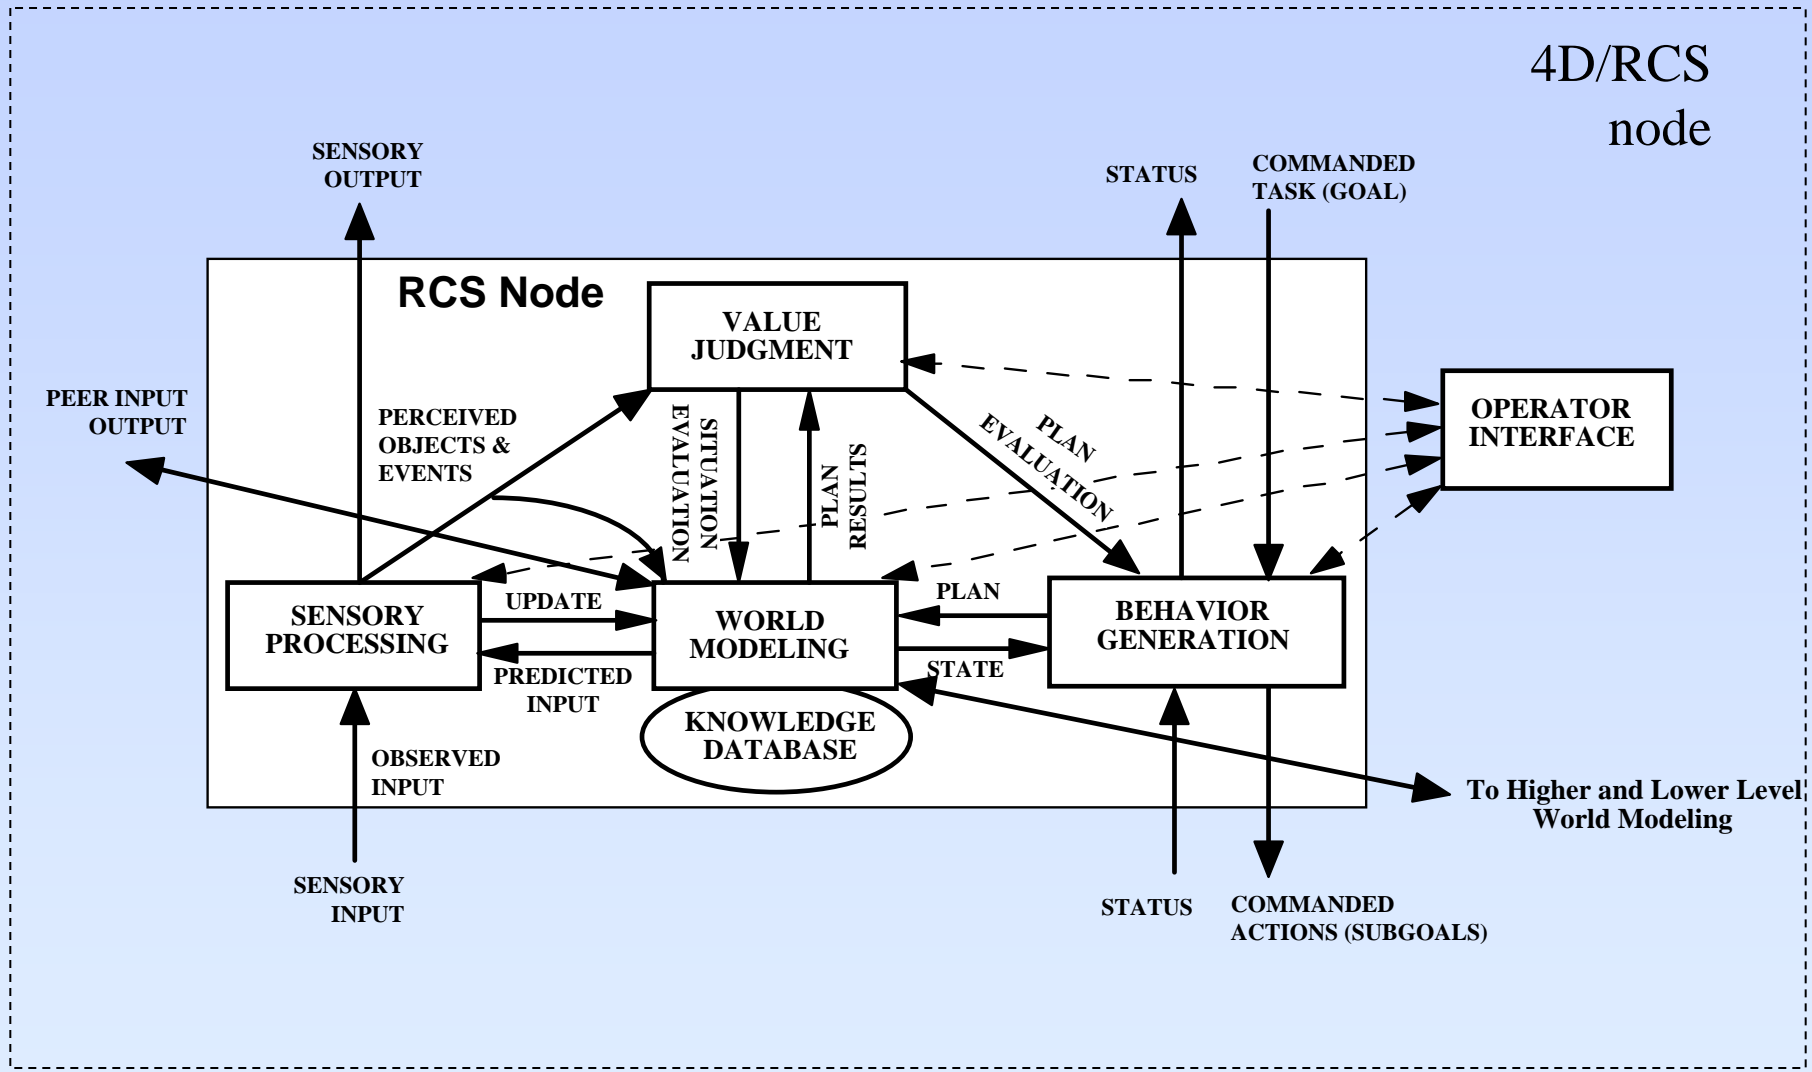 4D/RCS
node
SENSORY
OUTPUT
STATUS
COMMANDED
TASK (GOAL)
RCS Node
VALUE
JUDGMENT
PEER INPUT
OUTPUT
PERCEIVED
OBJECTS &
EVENTS
SITUATION
EVALUATION
PLAN
RESULTS
PLAN
EVALUATION
OPERATOR
INTERFACE
SENSORY
PROCESSING
UPDATE
PREDICTED
INPUT
WORLD
MODELING
PLAN
STATE
BEHAVIOR
GENERATION
KNOWLEDGE
DATABASE
OBSERVED
INPUT
To Higher and Lower Level
World Modeling
SENSORY
INPUT
STATUS
COMMANDED
ACTIONS (SUBGOALS)